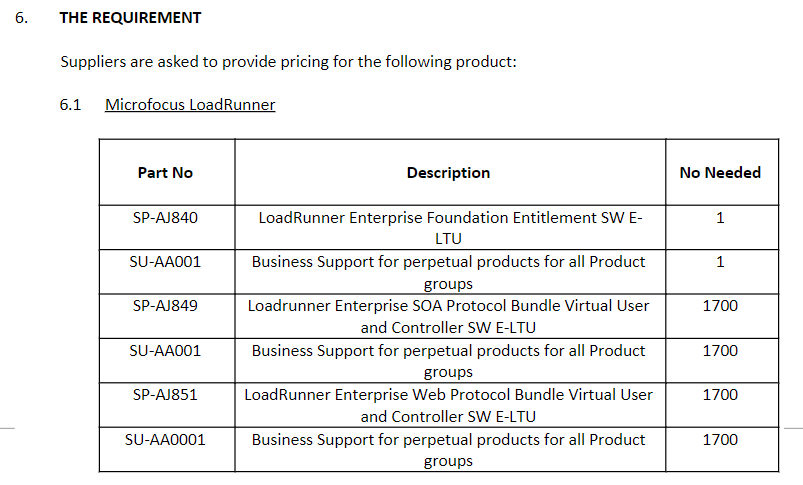 6. THE REQUIREMENT
Suppliers are asked to provide pricing for the following product:
6.1 Microfocus LoadRunner
Part No Description No Needed
SP-AJ840 LoadRunner Enterprise Foundation Entitlement SW E- 1
LTU
SU-AA001 Business Support for perpetual products for all Product 1
groups
SP-AJ849 Loadrunner Enterprise SOA Protocol Bundle Virtual User 1700
and Controller SW E-LTU
SU-AA001 Business Support for perpetual products for all Product 1700
groups
SP-AJ851 LoadRunner Enterprise Web Protocol Bundle Virtual User 1700
and Controller SW E-LTU
SU-AA0001 Business Support for perpetual products for all Product 1700
groups